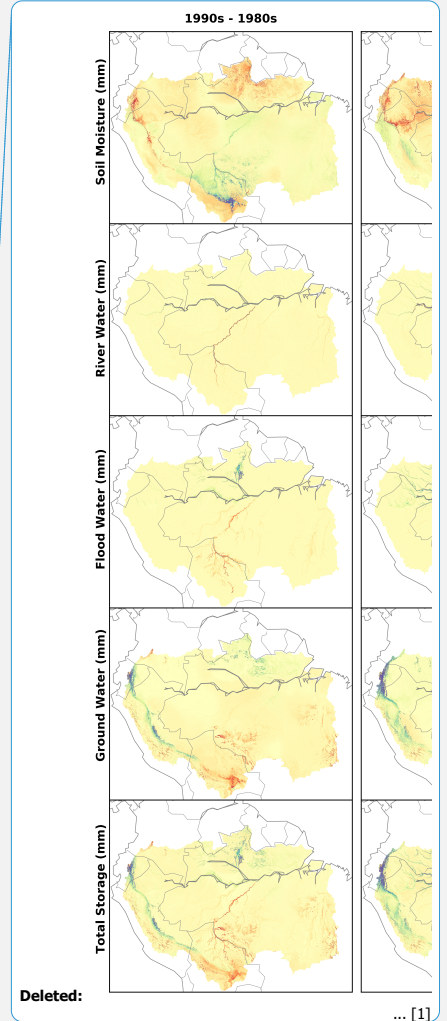 1990s - 1980s
Soil Moisture (mm)
River Water (mm)
Flood Water (mm)
Ground Water (mm)
Total Storage (mm)
Deleted:
... [1]